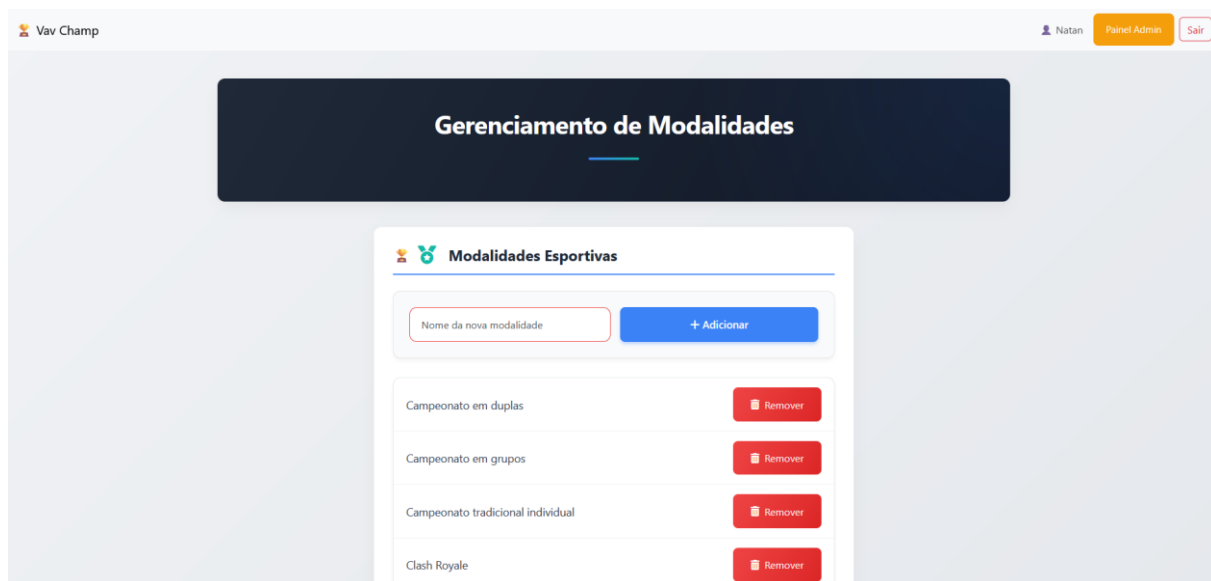 Vav Champ
Natan
Painel Admin
Sair
Gerenciamento de Modalidades
Modalidades Esportivas
Nome da nova modalidade
+ Adicionar
Campeonato em duplas
Remover
Campeonato em grupos
Remover
Campeonato tradicional individual
Remover
Clash Royale
Remover